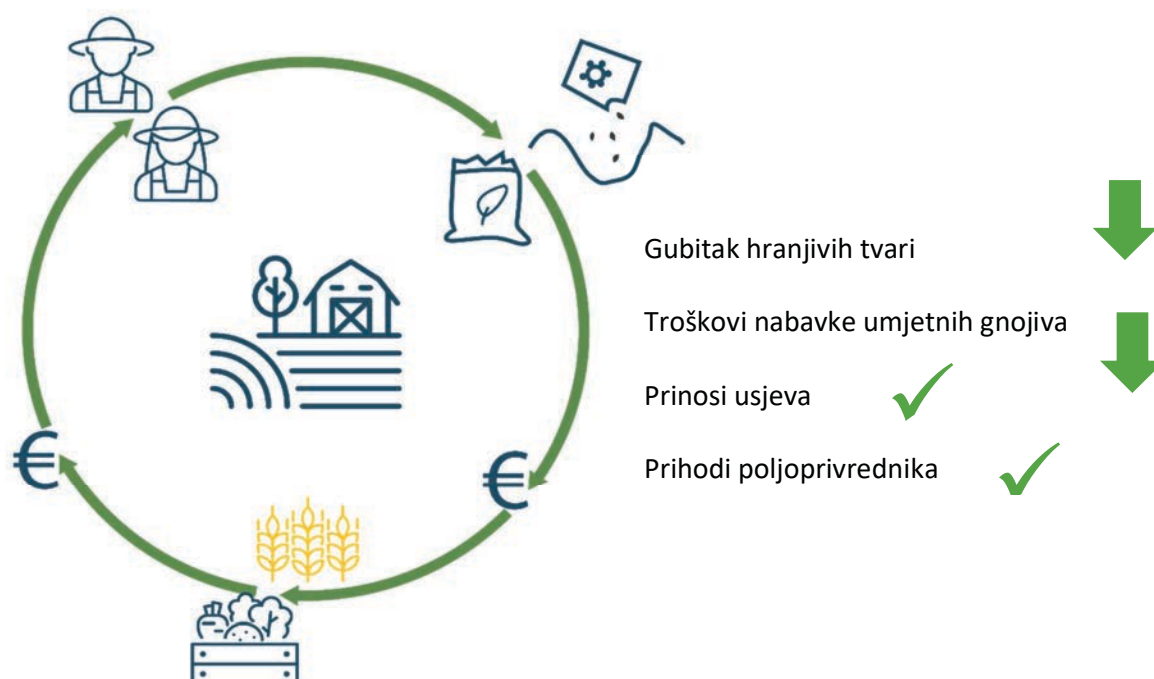 Gubitak hranjivih tvari
Troškovi nabavke umjetnih gnojiva
Prinosi usjeva
Prihodi poljoprivrednika
€
€